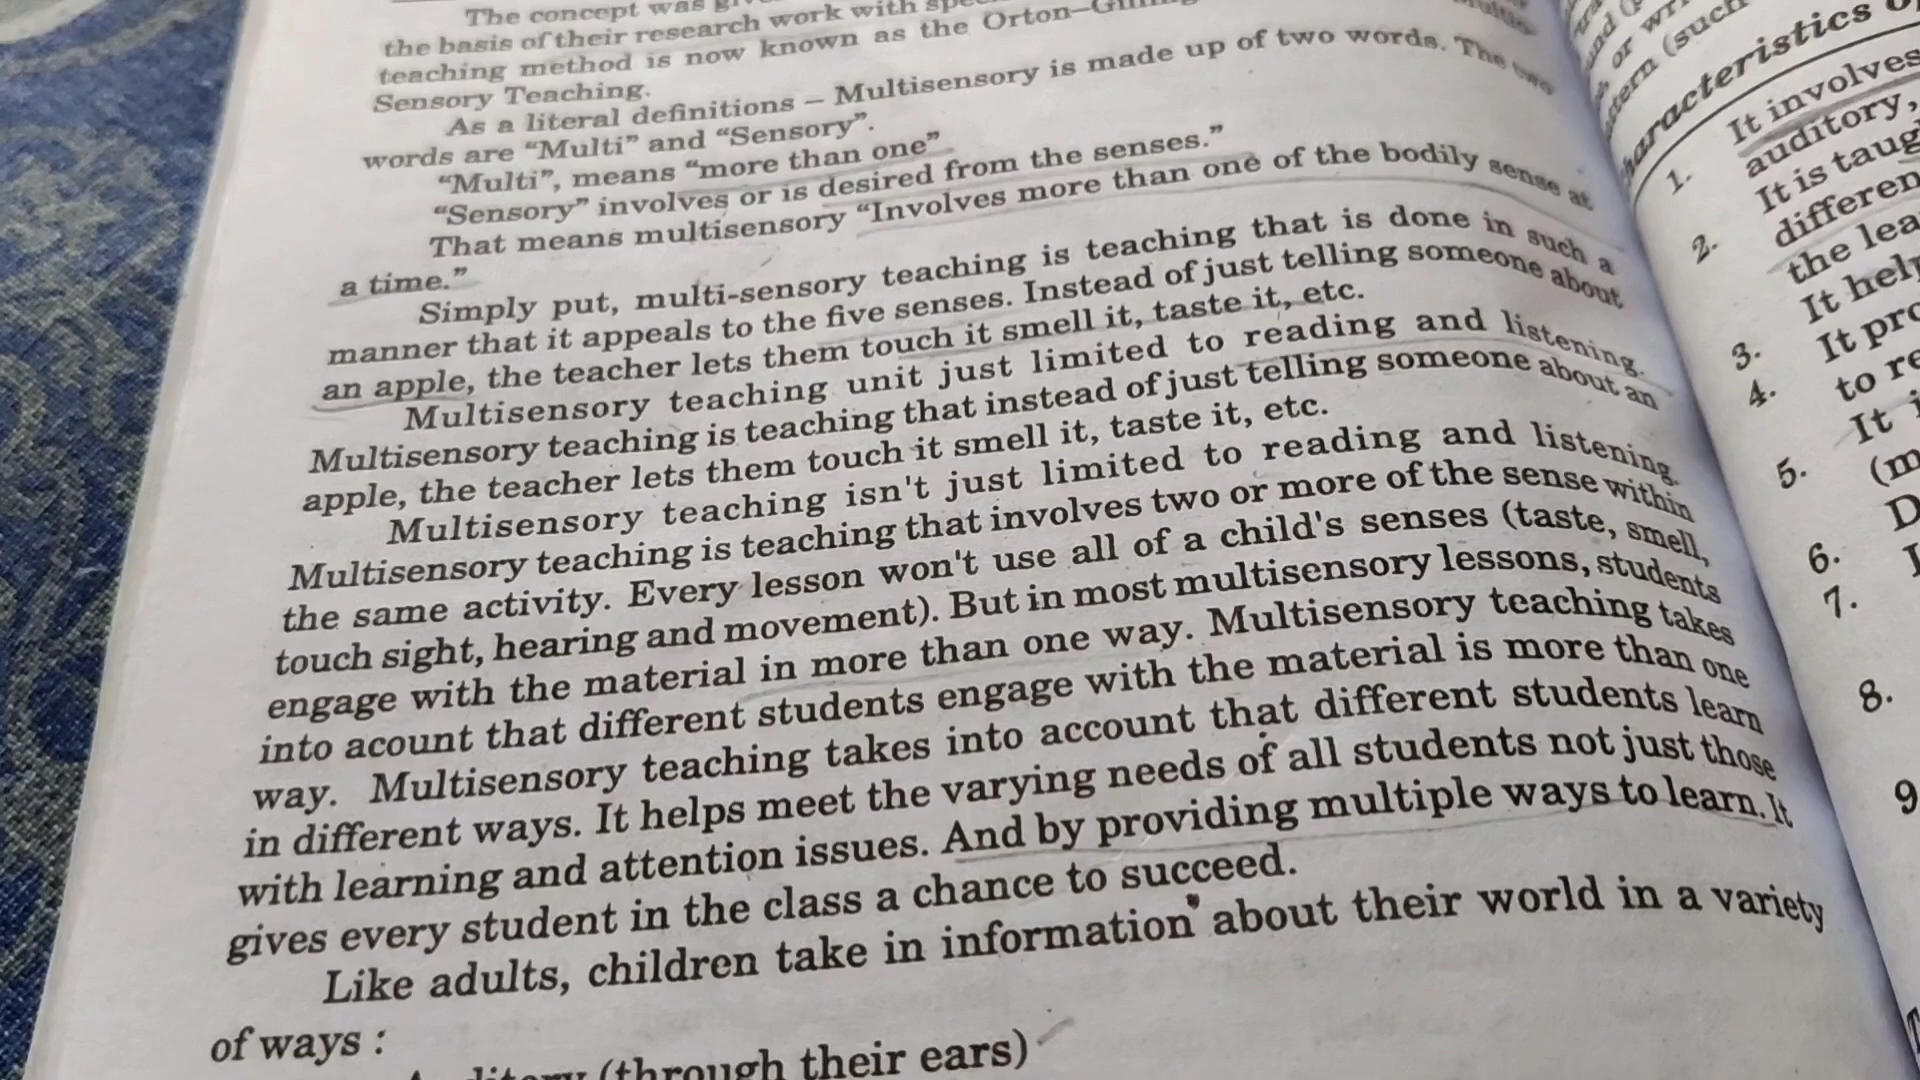 The concept was
the basis of their research work with
teaching method is now known as the Orton–
Sensory Teaching.
As a literal definitions – Multisensory is made up of two words. The two
words are “Multi” and “Sensory”.
“Multi”, means “more than one”
“Sensory” involves or is desired from the senses.”
That means multisensory “Involves more than one of the bodily sense at
a time.”
Simply put, multi-sensory teaching is teaching that is done in such a
manner that it appeals to the five senses. Instead of just telling someone about
an apple, the teacher lets them touch it smell it, taste it, etc.
Multisensory teaching unit just limited to reading and listening.
Multisensory teaching is teaching that instead of just telling someone about an
apple, the teacher lets them touch it smell it, taste it, etc.
Multisensory teaching isn't just limited to reading and listening.
Multisensory teaching is teaching that involves two or more of the sense within
the same activity. Every lesson won't use all of a child's senses (taste, smell,
touch sight, hearing and movement). But in most multisensory lessons, students
engage with the material in more than one way. Multisensory teaching takes
into acount that different students engage with the material is more than one
way. Multisensory teaching takes into account that different students learn
in different ways. It helps meet the varying needs of all students not just those
with learning and attention issues. And by providing multiple ways to learn. It
gives every student in the class a chance to succeed.
Like adults, children take in information about their world in a variety
of ways :
(through their ears)
or
(such
1. It involves
auditory,
2. It is
the
3. It
4. It
to
5. It
(m
6. D
7.
8.
9